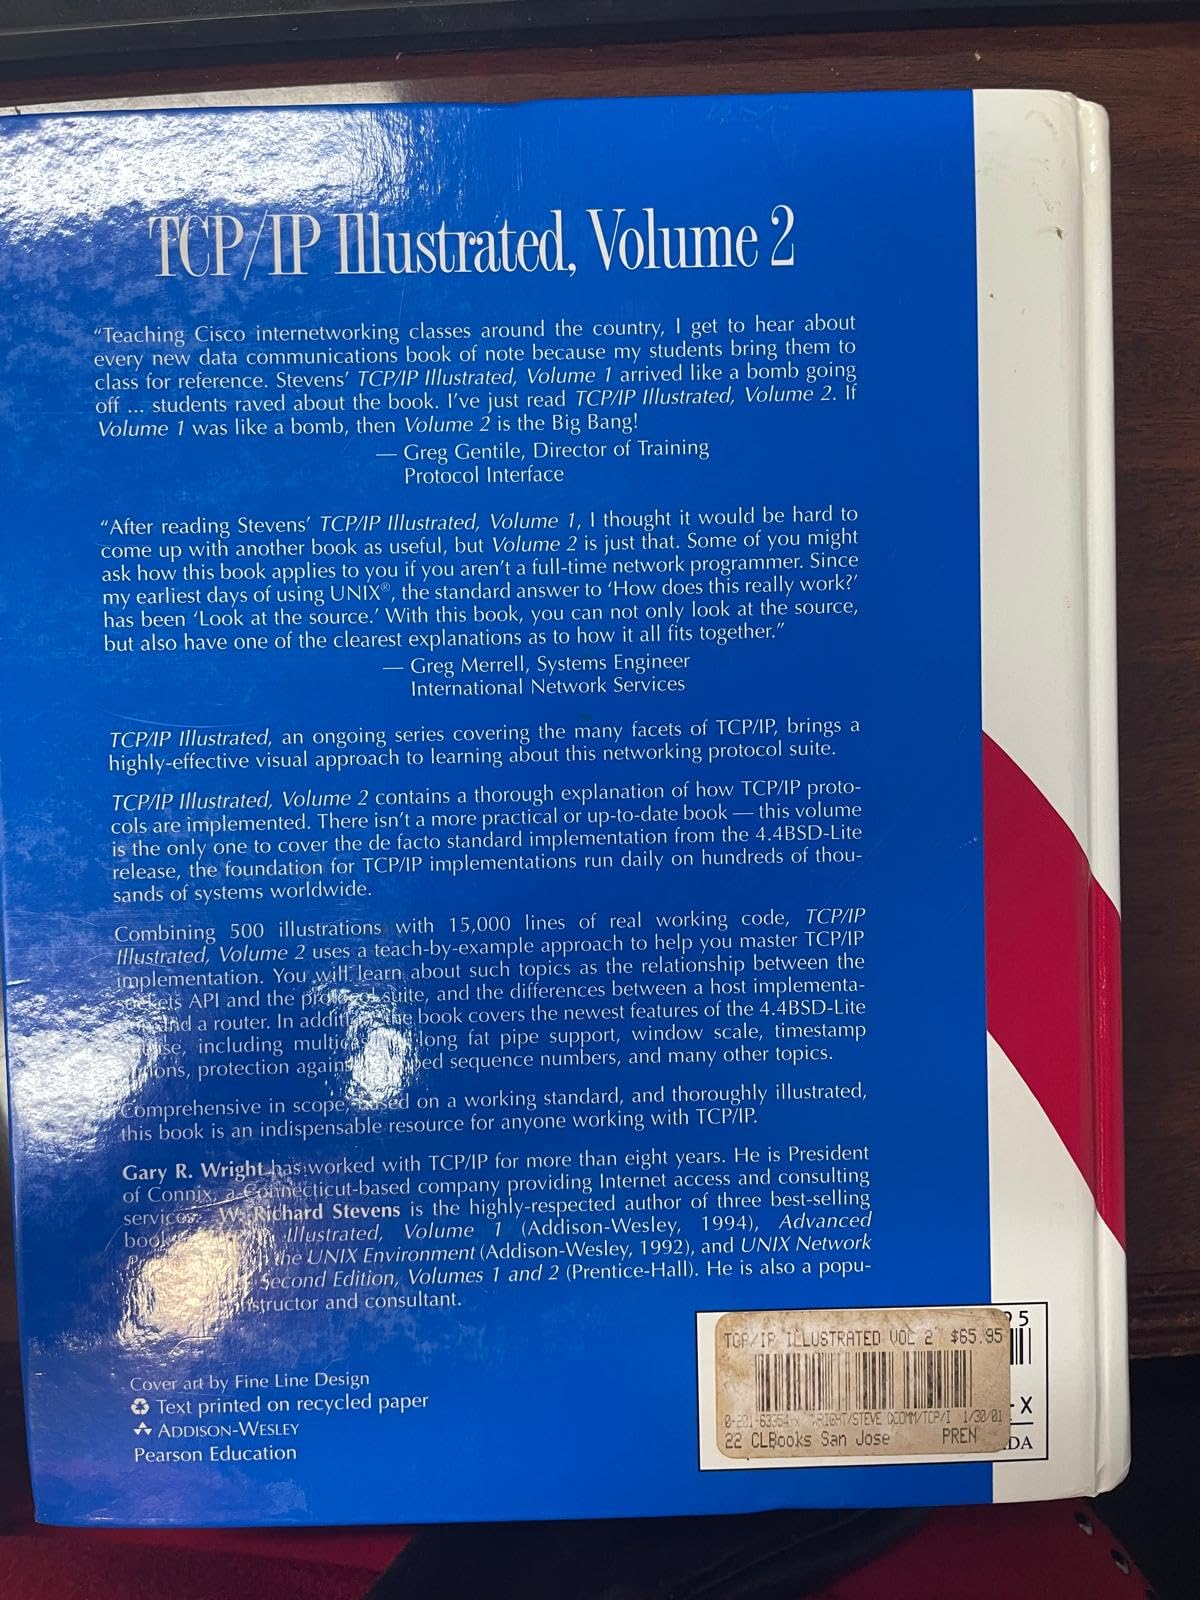 TCP/IP Illustrated, Volume 2
“Teaching Cisco internetworking classes around the country, I get to hear about
every new data communications book of note because my students bring them to
class for reference. Stevens’ TCP/IP Illustrated, Volume 1 arrived like a bomb going
off ... students raved about the book. I’ve just read TCP/IP Illustrated, Volume 2. If
Volume 1 was like a bomb, then Volume 2 is the Big Bang!
— Greg Gentile, Director of Training
Protocol Interface
“After reading Stevens’ TCP/IP Illustrated, Volume 1, I thought it would be hard to
come up with another book as useful, but Volume 2 is just that. Some of you might
ask how this book applies to you if you aren’t a full-time network programmer. Since
my earliest days of using UNIX®, the standard answer to ‘How does this really work?’
has been ‘Look at the source.’ With this book, you can not only look at the source,
but also have one of the clearest explanations as to how it all fits together.”
— Greg Merrell, Systems Engineer
International Network Services
TCP/IP Illustrated, an ongoing series covering the many facets of TCP/IP, brings a
highly-effective visual approach to learning about this networking protocol suite.
TCP/IP Illustrated, Volume 2 contains a thorough explanation of how TCP/IP proto-
cols are implemented. There isn’t a more practical or up-to-date book — this volume
is the only one to cover the de facto standard implementation from the 4.4BSD-Lite
release, the foundation for TCP/IP implementations run daily on hundreds of thou-
sands of systems worldwide.
Combining 500 illustrations with 15,000 lines of real working code, TCP/IP
Illustrated, Volume 2 uses a teach-by-example approach to help you master TCP/IP
implementation. You will learn about such topics as the relationship between the
sockets API and the protocol suite, and the differences between a host implementa-
and a router. In addition, the book covers the newest features of the 4.4BSD-Lite
including long fat pipe support, window scale, timestamp
protection against sequence numbers, and many other topics.
Comprehensive in scope, based on a working standard, and thoroughly illustrated,
this book is an indispensable resource for anyone working with TCP/IP.
Gary R. Wright has worked with TCP/IP for more than eight years. He is President
of Connix, a Connecticut-based company providing Internet access and consulting
services. W. Richard Stevens is the highly-respected author of three best-selling
Illustrated, Volume 1 (Addison-Wesley, 1994), Advanced
the UNIX Environment (Addison-Wesley, 1992), and UNIX Network
Second Edition, Volumes 1 and 2 (Prentice-Hall). He is also a popu-
instructor and consultant.
Cover art by Fine Line Design
Text printed on recycled paper
ADDISON-WESLEY
Pearson Education
TCP/IP ILLUSTRATED VOL 2 $65.95
WRIGHT/STEVE DCOMM/TCP/I 1/30/01
22 CLBooks San Jose PREN
5
-X
DA